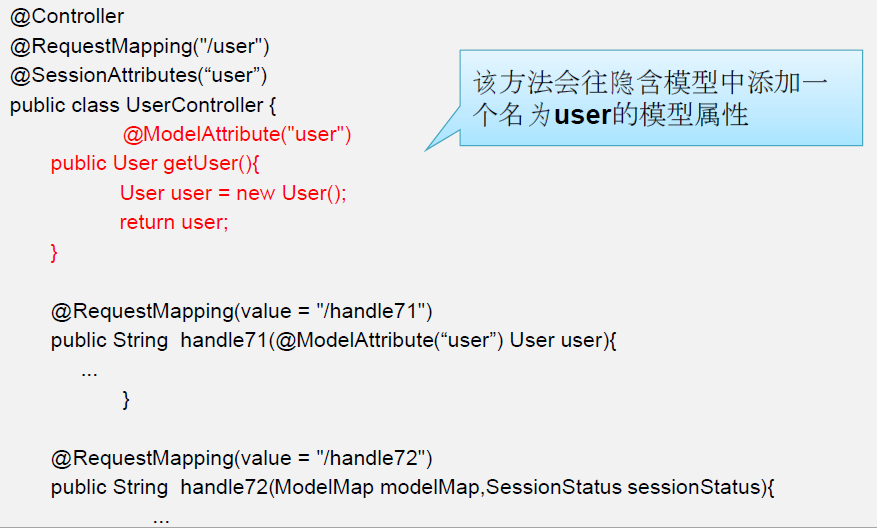 @Controller
@RequestMapping("/user")
@SessionAttributes(“user”)
public class UserController {
@ModelAttribute("user")
public User getUser(){
User user = new User();
return user;
}
该方法会往隐含模型中添加一
个名为user的模型属性
@RequestMapping(value = "/handle71")
public String handle71(@ModelAttribute(“user”) User user){
...
}
@RequestMapping(value = "/handle72")
public String handle72(ModelMap modelMap,SessionStatus sessionStatus){
...